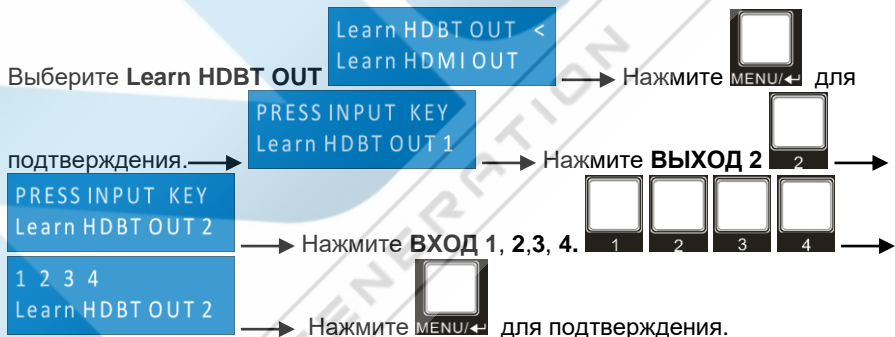 Learn HDBT OUT <
Learn HDMI OUT
Выберите Learn HDBT OUT → Нажмите MENU/↵ для
PRESS INPUT KEY
Learn HDBT OUT 1
подтверждения. → → Нажмите ВЫХОД 2 2 →
PRESS INPUT KEY
Learn HDBT OUT 2
→ Нажмите ВХОД 1, 2,3, 4. 1 2 3 4 →
1 2 3 4
Learn HDBT OUT 2
→ Нажмите MENU/↵ для подтверждения.
ENERATION